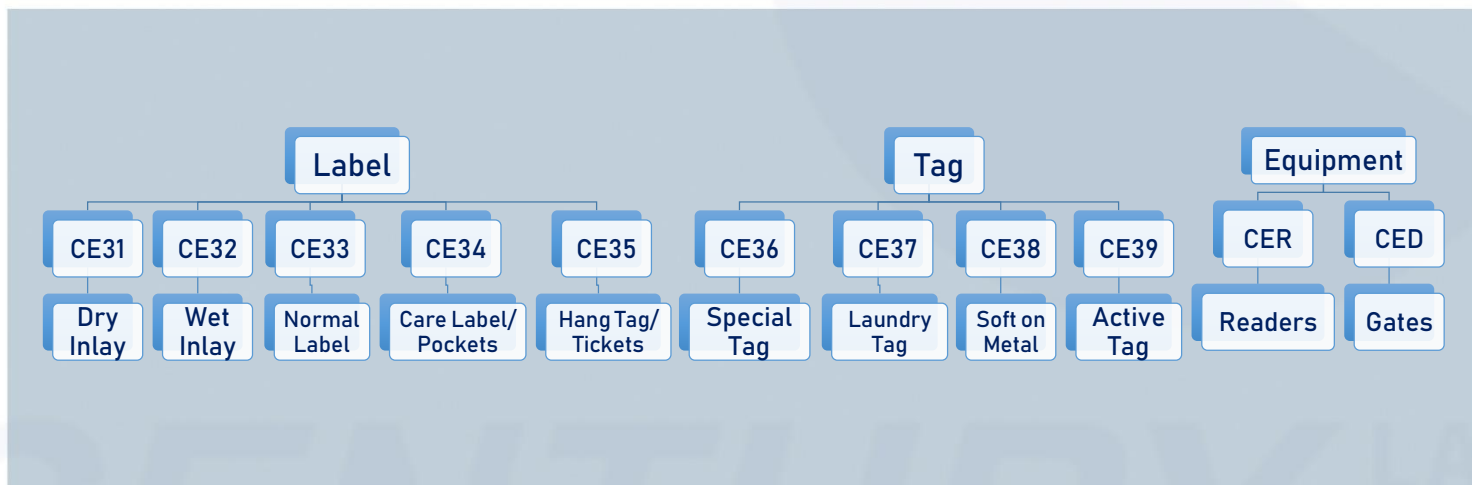 Label
Tag
Equipment
CE31
CE32
CE33
CE34
CE35
CE36
CE37
CE38
CE39
CER
CED
Dry
Inlay
Wet
Inlay
Normal
Label
Care Label/
Pockets
Hang Tag/
Tickets
Special
Tag
Laundry
Tag
Soft on
Metal
Active
Tag
Readers
Gates